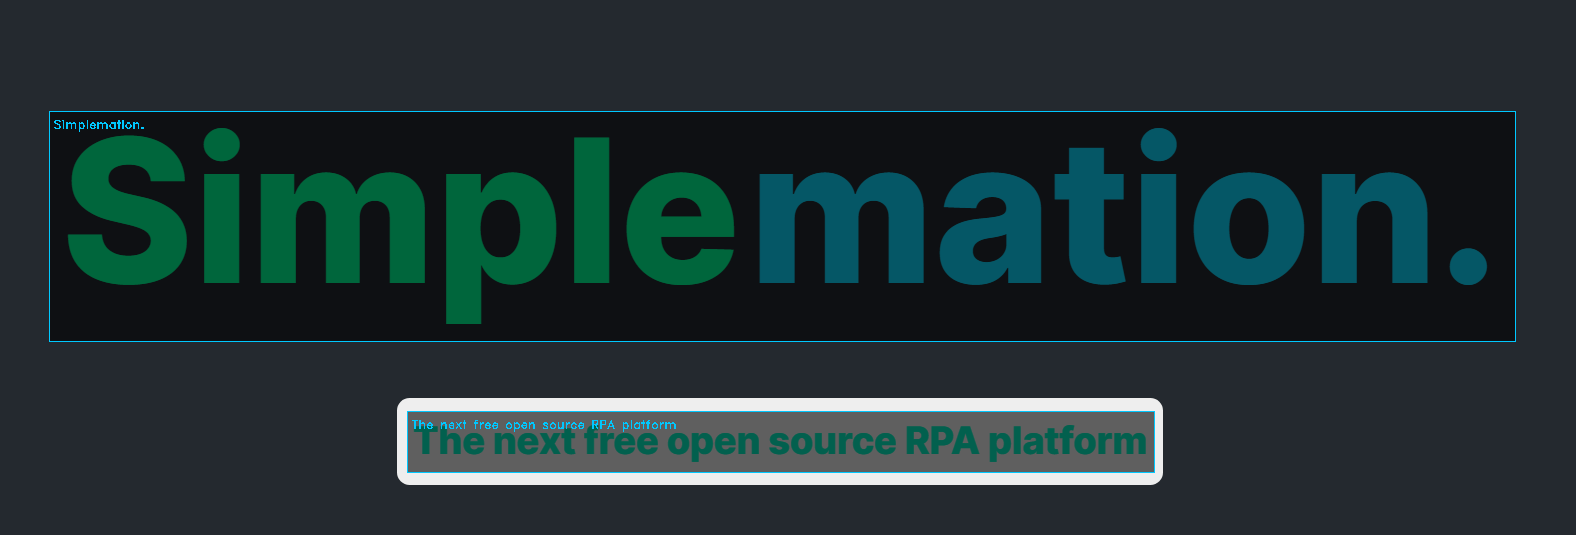 Simplemation.
Simplemation.
The next free open source RPA platform
The next free open source RPA platform